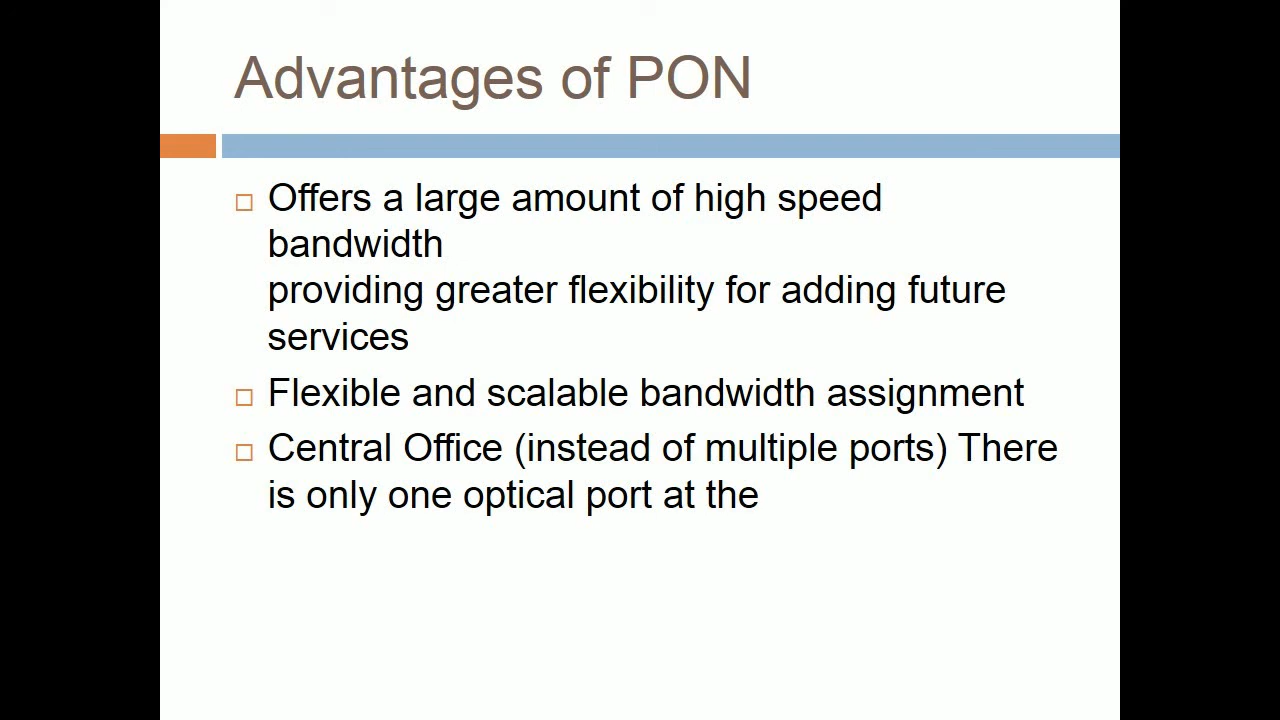 Advantages of PON
Offers a large amount of high speed
bandwidth
providing greater flexibility for adding future
services
Flexible and scalable bandwidth assignment
Central Office (instead of multiple ports) There
is only one optical port at the